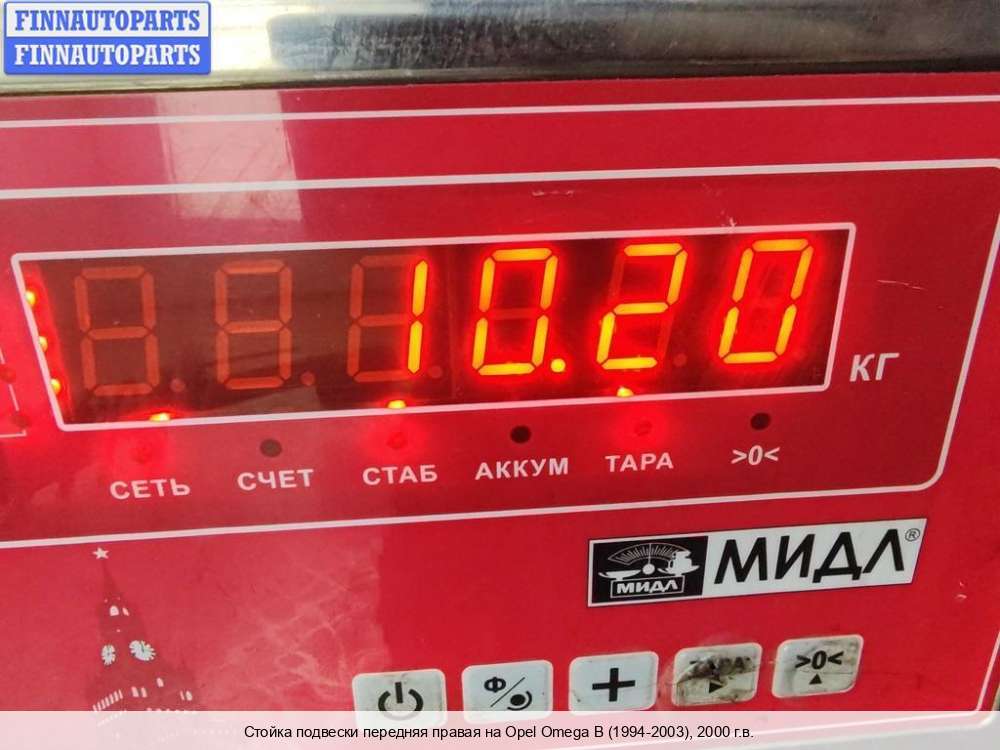 FINNAUTOPARTS
FINNAUTOPARTS
10.20
КГ
СЕТЬ СЧЕТ СТАБ АККУМ ТАРА >0<
МИДЛ МИДЛ®
Ф + ТАРА >0<
Стойка подвески передняя правая на Opel Omega B (1994-2003), 2000 г.в.